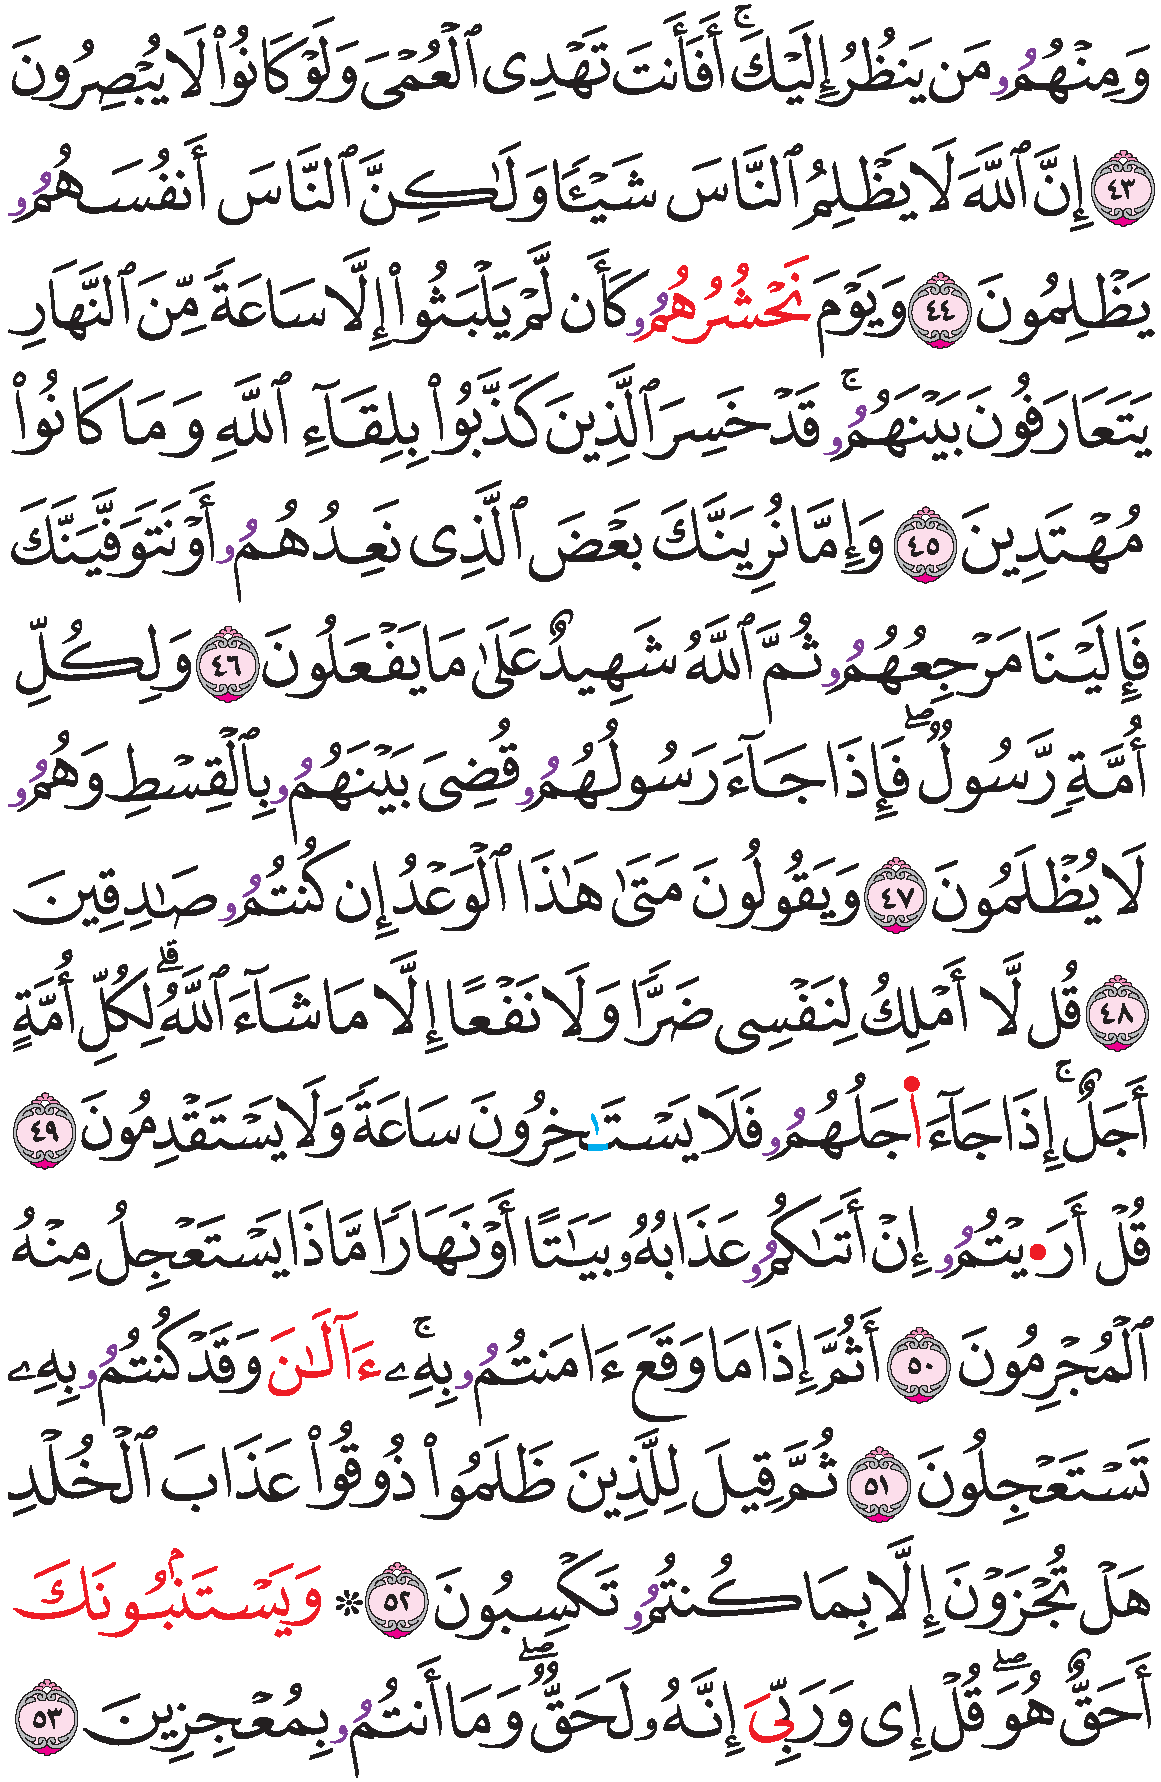 وَمِنْهُمُۥ مَن يَنظُرُ إِلَيْكَۚ أَفَأَنتَ تَهْدِى ٱلْعُمْىَ وَلَوْ كَانُواْ لَا يُبْصِرُونَ
٤٣ إِنَّ ٱللَّهَ لَا يَظْلِمُ ٱلنَّاسَ شَيْـًٔا وَلَـٰكِنَّ ٱلنَّاسَ أَنفُسَهُمُۥ
يَظْلِمُونَ ٤٤ وَيَوْمَ نَحْشُرُهُمُۥ كَأَن لَّمْ يَلْبَثُواْ إِلَّا سَاعَةً مِّنَ ٱلنَّهَارِ
يَتَعَارَفُونَ بَيْنَهُمُۥۚ قَدْ خَسِرَ ٱلَّذِينَ كَذَّبُواْ بِلِقَآءِ ٱللَّهِ وَمَا كَانُواْ
مُهْتَدِينَ ٤٥ وَإِمَّا نُرِيَنَّكَ بَعْضَ ٱلَّذِى نَعِدُهُمُۥ أَوْ نَتَوَفَّيَنَّكَ
فَإِلَيْنَا مَرْجِعُهُمُۥ ثُمَّ ٱللَّهُ شَهِيدٌ عَلَىٰ مَا يَفْعَلُونَ ٤٦ وَلِكُلِّ
أُمَّةٍ رَّسُولٌۖ فَإِذَا جَآءَ رَسُولُهُمُۥ قُضِىَ بَيْنَهُمُۥ بِٱلْقِسْطِ وَهُمُۥ
لَا يُظْلَمُونَ ٤٧ وَيَقُولُونَ مَتَىٰ هَـٰذَا ٱلْوَعْدُ إِن كُنتُمُۥ صَـٰدِقِينَ
٤٨ قُل لَّا أَمْلِكُ لِنَفْسِى ضَرًّا وَلَا نَفْعًا إِلَّا مَا شَآءَ ٱللَّهُۗ لِكُلِّ أُمَّةٍ
أَجَلٌۚ إِذَا جَآءَ ا۬جَلُهُمُۥ فَلَا يَسْتَـٰخِرُونَ سَاعَةً وَلَا يَسْتَقْدِمُونَ ٤٩
قُلْ أَرَ۬يْتُمُۥ إِنْ أَتَىٰكُمُۥ عَذَابُهُۥ بَيَـٰتًا أَوْ نَهَارًا مَّاذَا يَسْتَعْجِلُ مِنْهُ
ٱلْمُجْرِمُونَ ٥٠ أَثُمَّ إِذَا مَا وَقَعَ ءَامَنتُمُۥ بِهِۦۚ ءَآلَـٰنَ وَقَدْ كُنتُمُۥ بِهِۦ
تَسْتَعْجِلُونَ ٥١ ثُمَّ قِيلَ لِلَّذِينَ ظَلَمُواْ ذُوقُواْ عَذَابَ ٱلْخُلْدِ
هَلْ تُجْزَوْنَ إِلَّا بِمَا كُنتُمُۥ تَكْسِبُونَ ٥٢ ۞ وَيَسْتَنۢبُونَكَ
أَحَقٌّ هُوَۖ قُلْ إِى وَرَبِّىَ إِنَّهُۥ لَحَقٌّۖ وَمَا أَنتُمُۥ بِمُعْجِزِينَ ٥٣